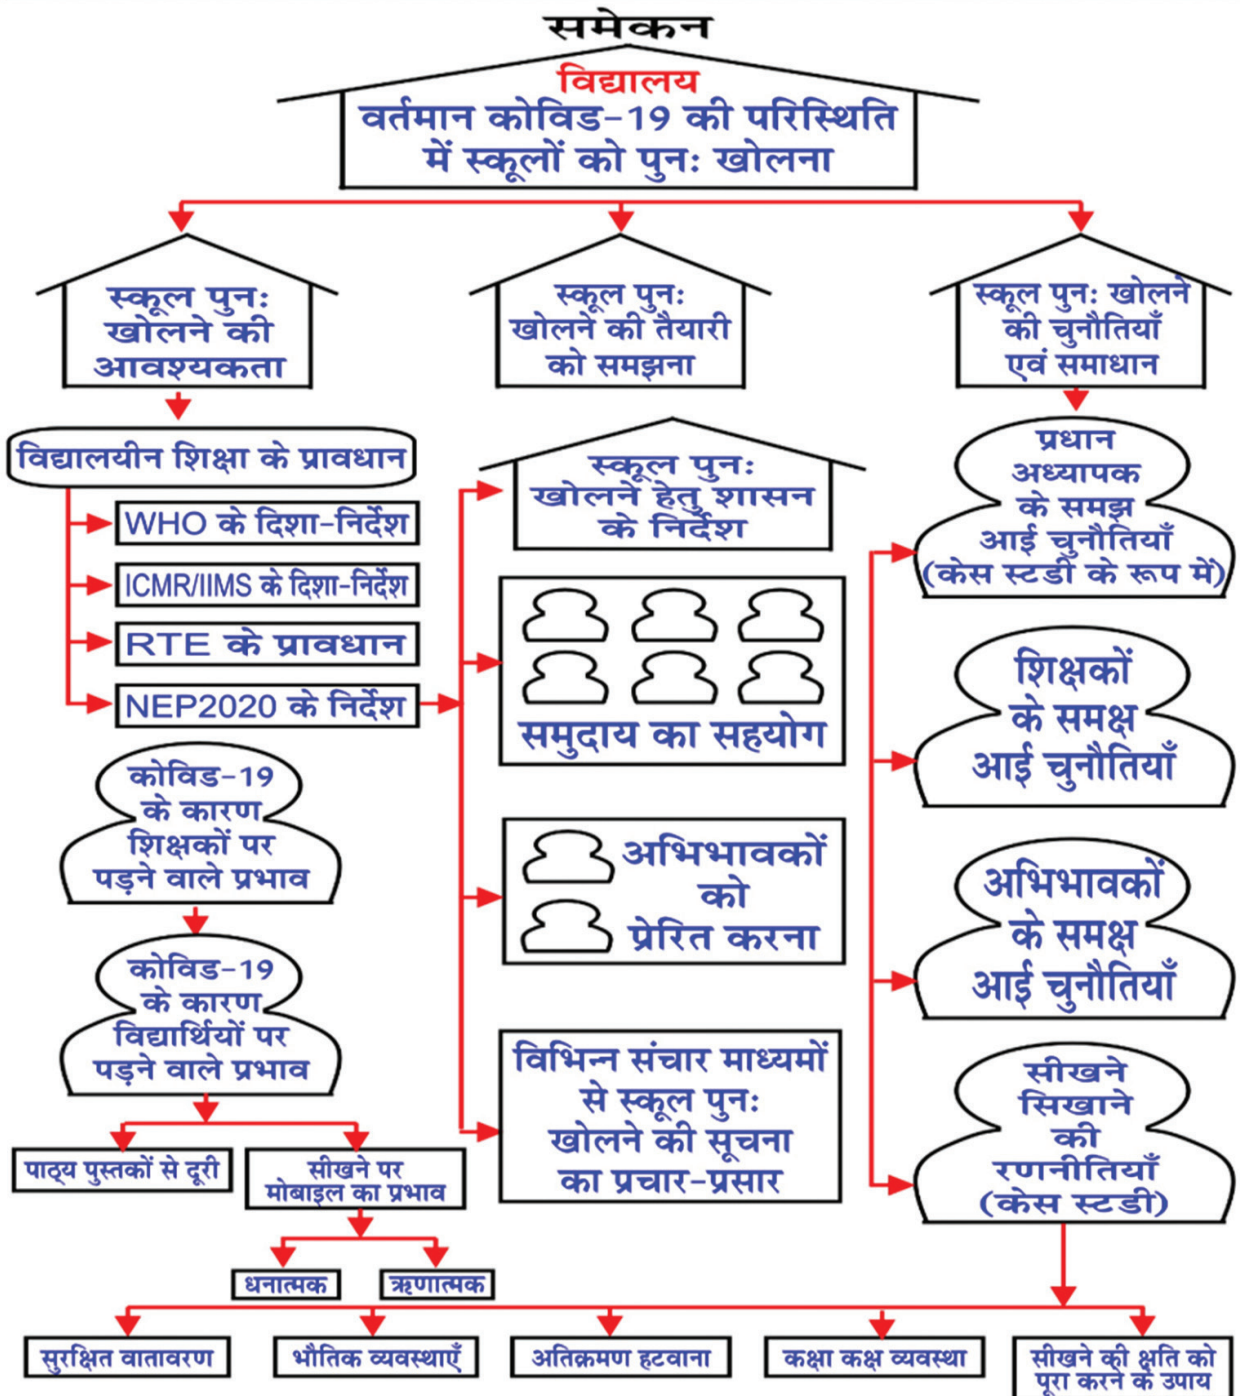 समेकन
विद्यालय
वर्तमान कोविड-19 की परिस्थिति
में स्कूलों को पुनः खोलना
स्कूल पुनः
खोलने की
आवश्यकता
स्कूल पुनः
खोलने की तैयारी
को समझना
स्कूल पुनः खोलने
की चुनौतियाँ
एवं समाधान
विद्यालयीन शिक्षा के प्रावधान
WHO के दिशा-निर्देश
ICMR/IIMS के दिशा-निर्देश
RTE के प्रावधान
NEP2020 के निर्देश
कोविड-19
के कारण
शिक्षकों पर
पड़ने वाले प्रभाव
कोविड-19
के कारण
विद्यार्थियों पर
पड़ने वाले प्रभाव
पाठ्य पुस्तकों से दूरी
सीखने पर
मोबाइल का प्रभाव
धनात्मक
ऋणात्मक
स्कूल पुनः
खोलने हेतु शासन
के निर्देश
समुदाय का सहयोग
अभिभावकों
को
प्रेरित करना
विभिन्न संचार माध्यमों
से स्कूल पुनः
खोलने की सूचना
का प्रचार-प्रसार
प्रधान
अध्यापक
के समझ
आई चुनौतियाँ
(केस स्टडी के रूप में)
शिक्षकों
के समक्ष
आई चुनौतियाँ
अभिभावकों
के समक्ष
आई चुनौतियाँ
सीखने
सिखाने
की
रणनीतियाँ
(केस स्टडी)
सुरक्षित वातावरण
भौतिक व्यवस्थाएँ
अतिक्रमण हटवाना
कक्षा कक्ष व्यवस्था
सीखने की क्षति को
पूरा करने के उपाय